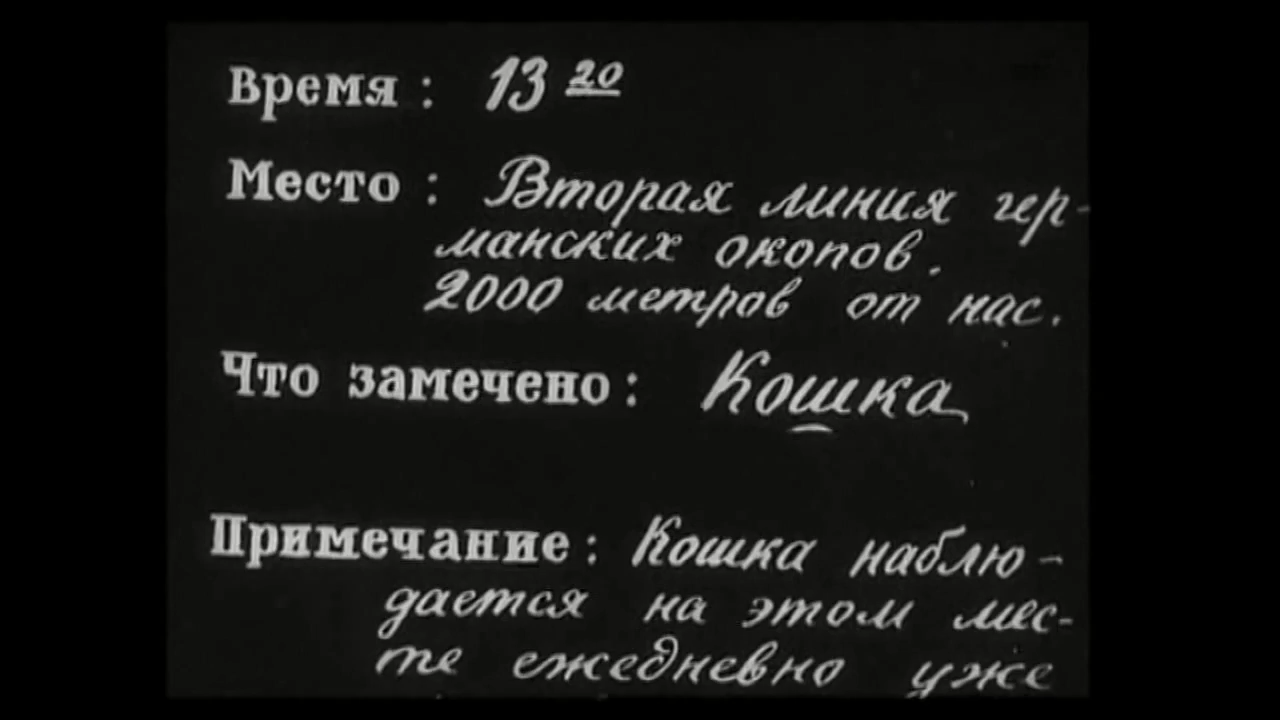 Время: 13 20
Место: Вторая линия гер-
манских окопов.
2000 метров от нас.
Что замечено: Кошка
Примечание: Кошка наблю-
дается на этом мес-
те ежедневно уже